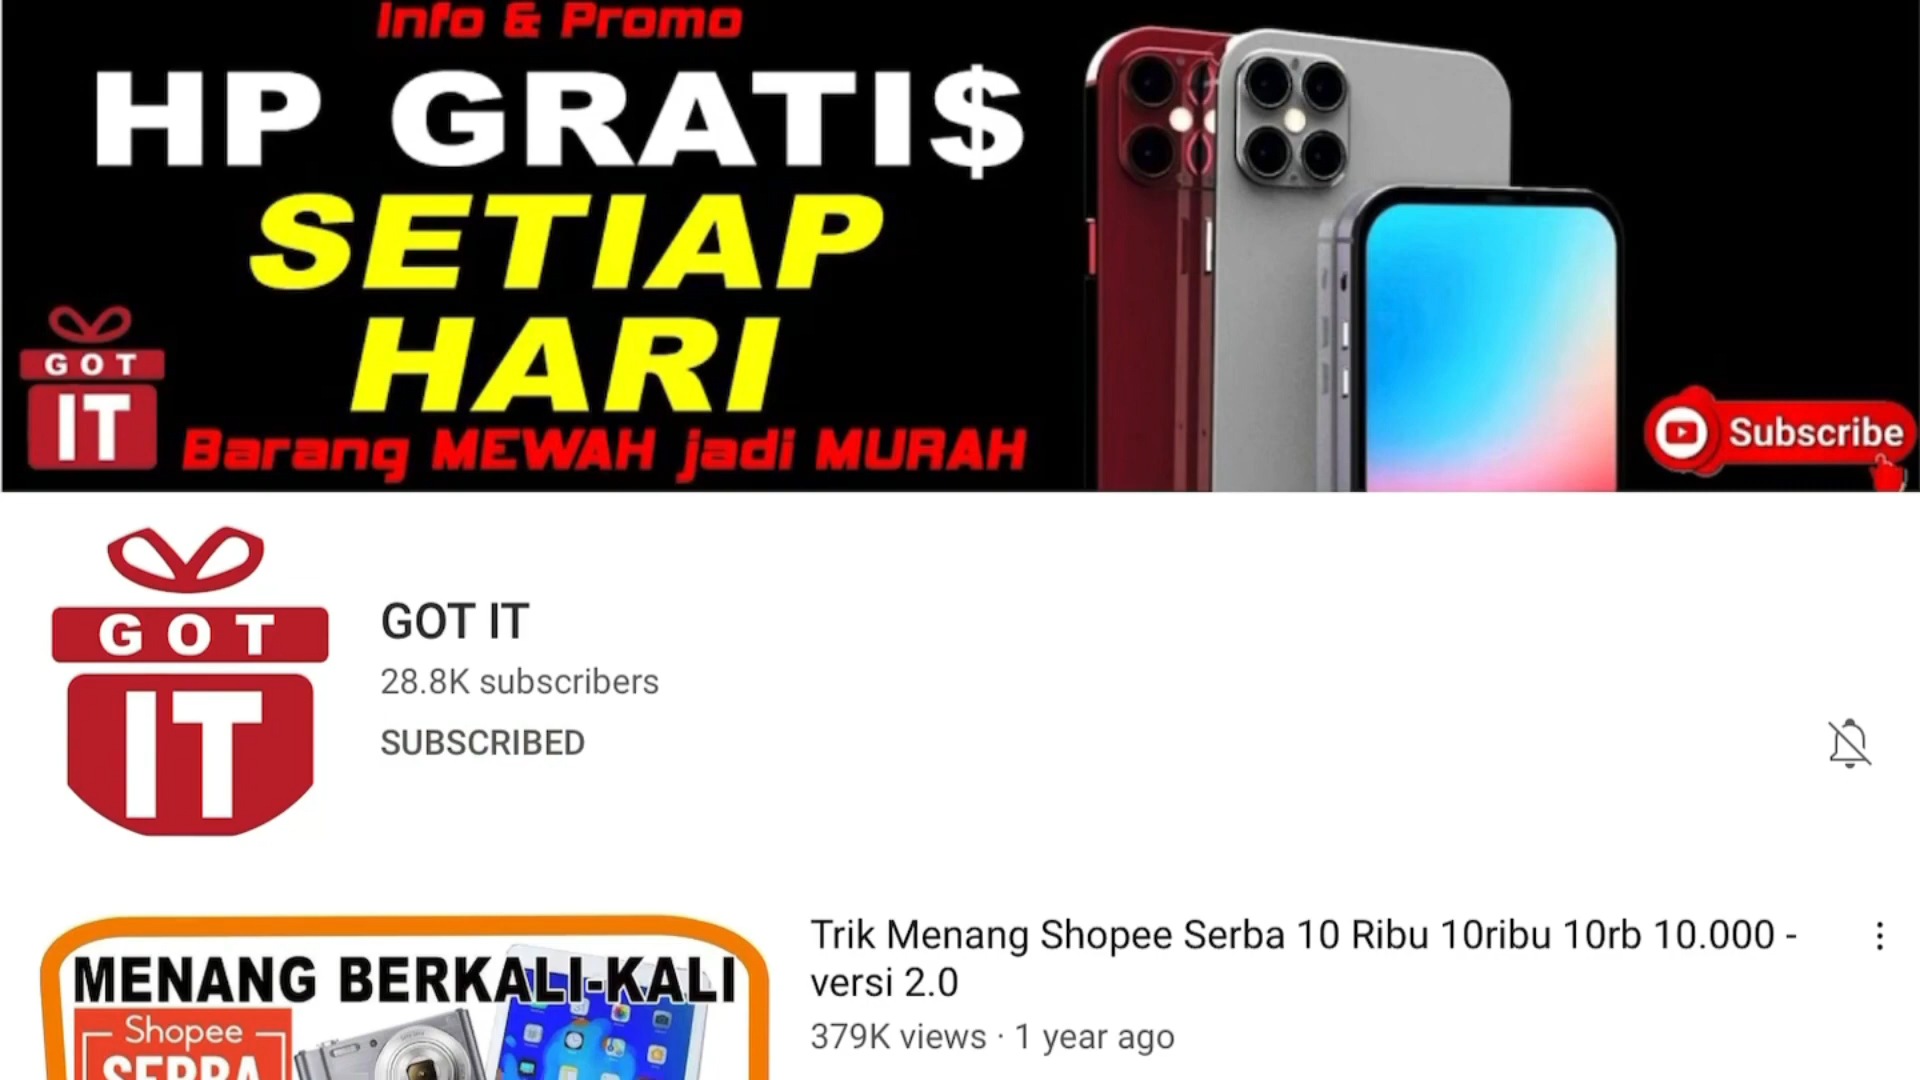 Info & Promo
HP GRATI$
SETIAP
HARI
Barang MEWAH jadi MURAH
GOT
IT
Subscribe
GOT
IT
GOT IT
28.8K subscribers
SUBSCRIBED
MENANG BERKALI-KALI
Shopee
SERBA
Trik Menang Shopee Serba 10 Ribu 10ribu 10rb 10.000 -
versi 2.0
379K views · 1 year ago